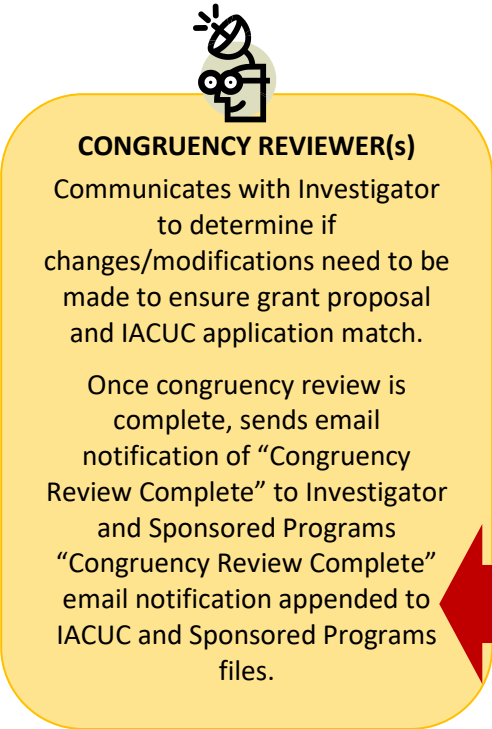 CONGRUENCY REVIEWER(s)
Communicates with Investigator
to determine if
changes/modifications need to be
made to ensure grant proposal
and IACUC application match.
Once congruency review is
complete, sends email
notification of “Congruency
Review Complete” to Investigator
and Sponsored Programs
“Congruency Review Complete”
email notification appended to
IACUC and Sponsored Programs
files.